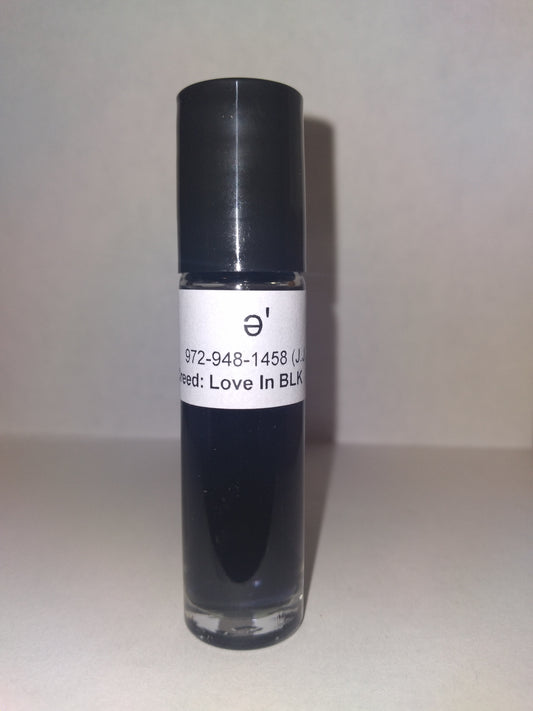 ə'
972-948-1458 (J.
reed: Love In BLK